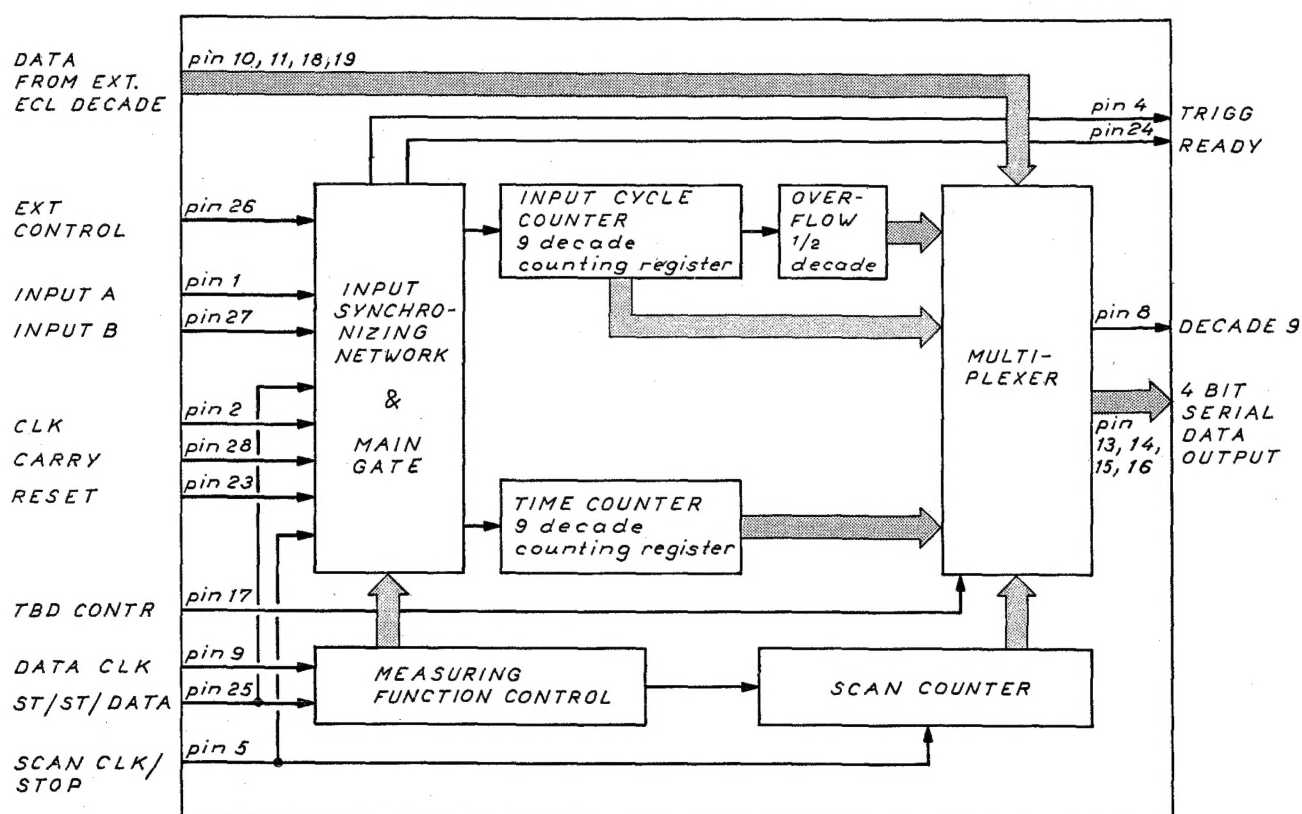 DATA
FROM EXT.
ECL DECADE
pin 10, 11, 18, 19
pin 4
TRIGG
pin 24
READY
EXT
CONTROL
pin 26
INPUT A
pin 1
INPUT B
pin 27
CLK
pin 2
CARRY
pin 28
RESET
pin 23
INPUT
SYNCHRO-
NIZING
NETWORK
&
MAIN
GATE
INPUT CYCLE
COUNTER
9 decade
counting register
OVER-
FLOW
1/2
decade
MULTI-
PLEXER
pin 8
DECADE 9
4 BIT
SERIAL
DATA
OUTPUT
pin
13, 14,
15, 16
TIME COUNTER
9 decade
counting register
TBD CONTR
pin 17
DATA CLK
pin 9
ST/ST/DATA
pin 25
MEASURING
FUNCTION CONTROL
SCAN COUNTER
SCAN CLK/
STOP
pin 5